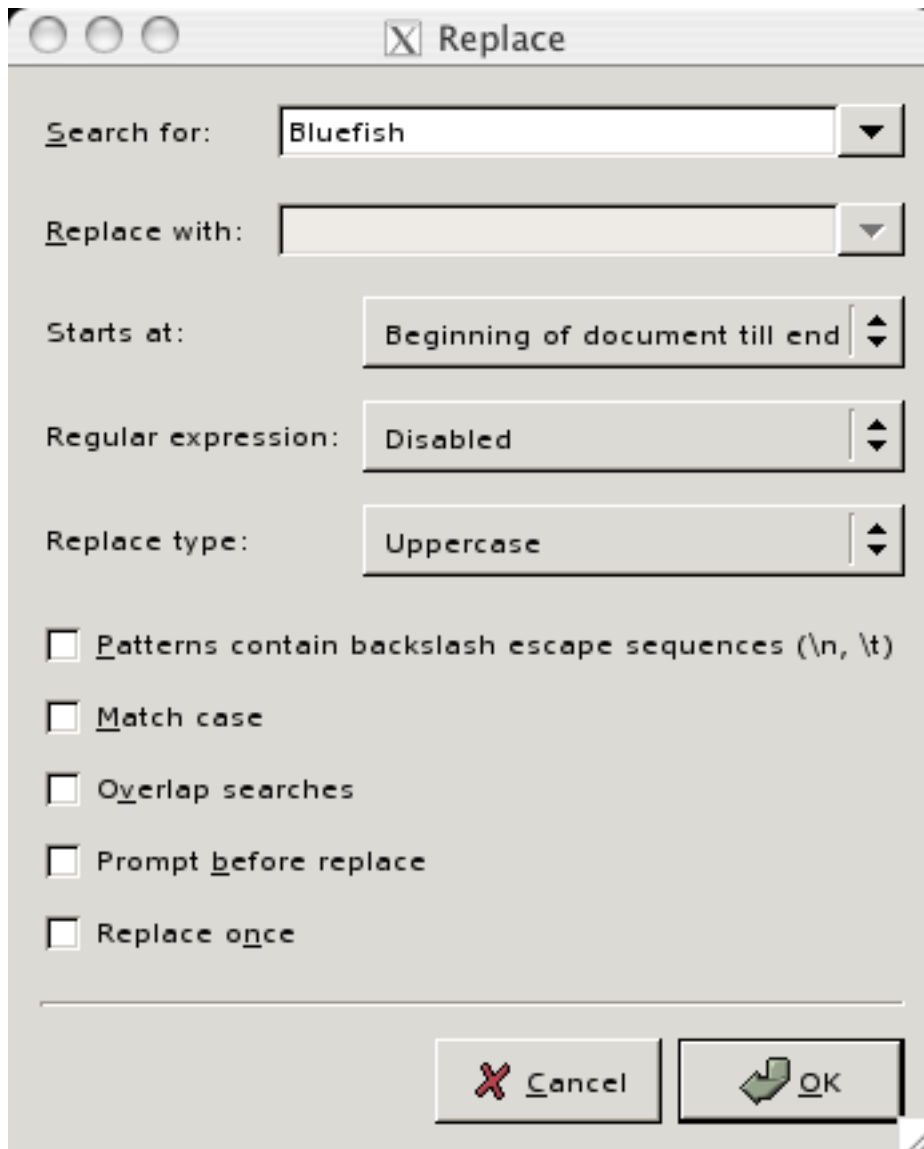 Replace
Search for: Bluefish
Replace with:
Starts at: Beginning of document till end
Regular expression: Disabled
Replace type: Uppercase
Patterns contain backslash escape sequences (\n, \t)
Match case
Overlap searches
Prompt before replace
Replace once
Cancel OK